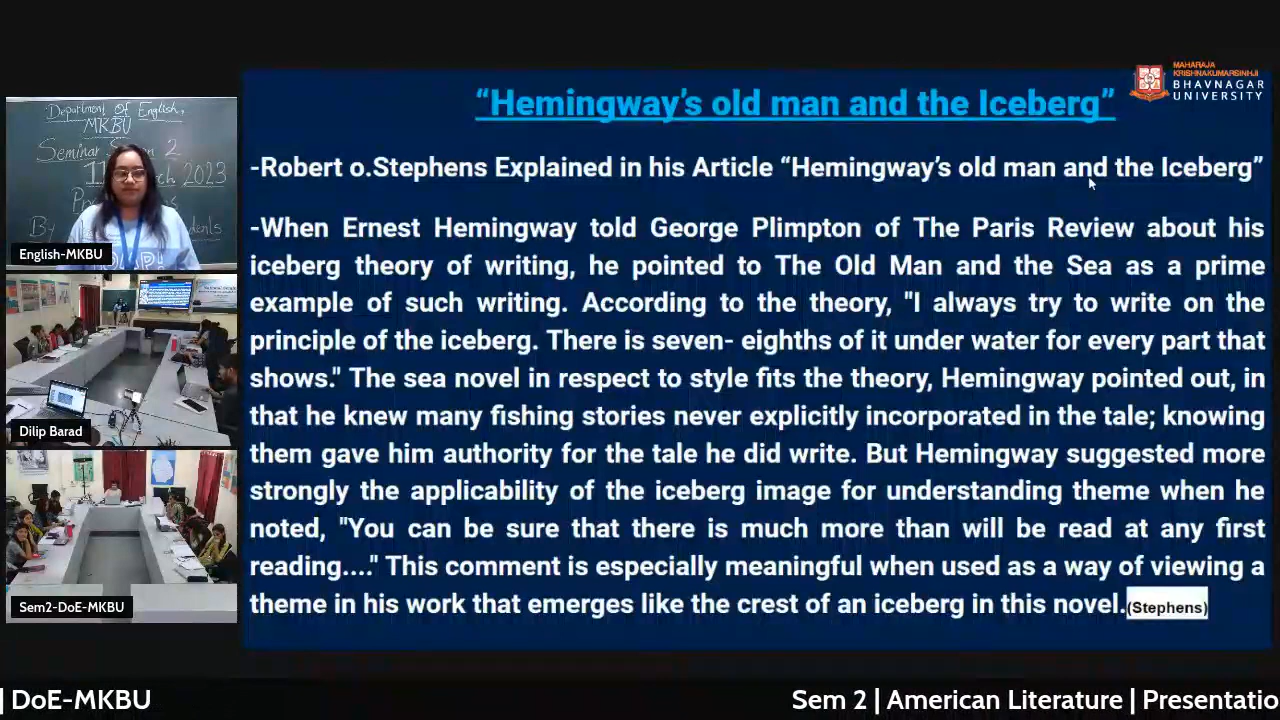 MAHARAJA
KRISHNAKUMARSINHJI
BHAVNAGAR
UNIVERSITY
“Hemingway’s old man and the Iceberg”
-Robert o.Stephens Explained in his Article “Hemingway’s old man and the Iceberg”
-When Ernest Hemingway told George Plimpton of The Paris Review about his
iceberg theory of writing, he pointed to The Old Man and the Sea as a prime
example of such writing. According to the theory, "I always try to write on the
principle of the iceberg. There is seven- eighths of it under water for every part that
shows." The sea novel in respect to style fits the theory, Hemingway pointed out, in
that he knew many fishing stories never explicitly incorporated in the tale; knowing
them gave him authority for the tale he did write. But Hemingway suggested more
strongly the applicability of the iceberg image for understanding theme when he
noted, "You can be sure that there is much more than will be read at any first
reading...." This comment is especially meaningful when used as a way of viewing a
theme in his work that emerges like the crest of an iceberg in this novel.(Stephens)
Department Of English,
MKBU
Seminar 2
2023
By
English-MKBU
Dilip Barad
Sem2-DoE-MKBU
| DoE-MKBU
Sem 2 | American Literature | Presentatio